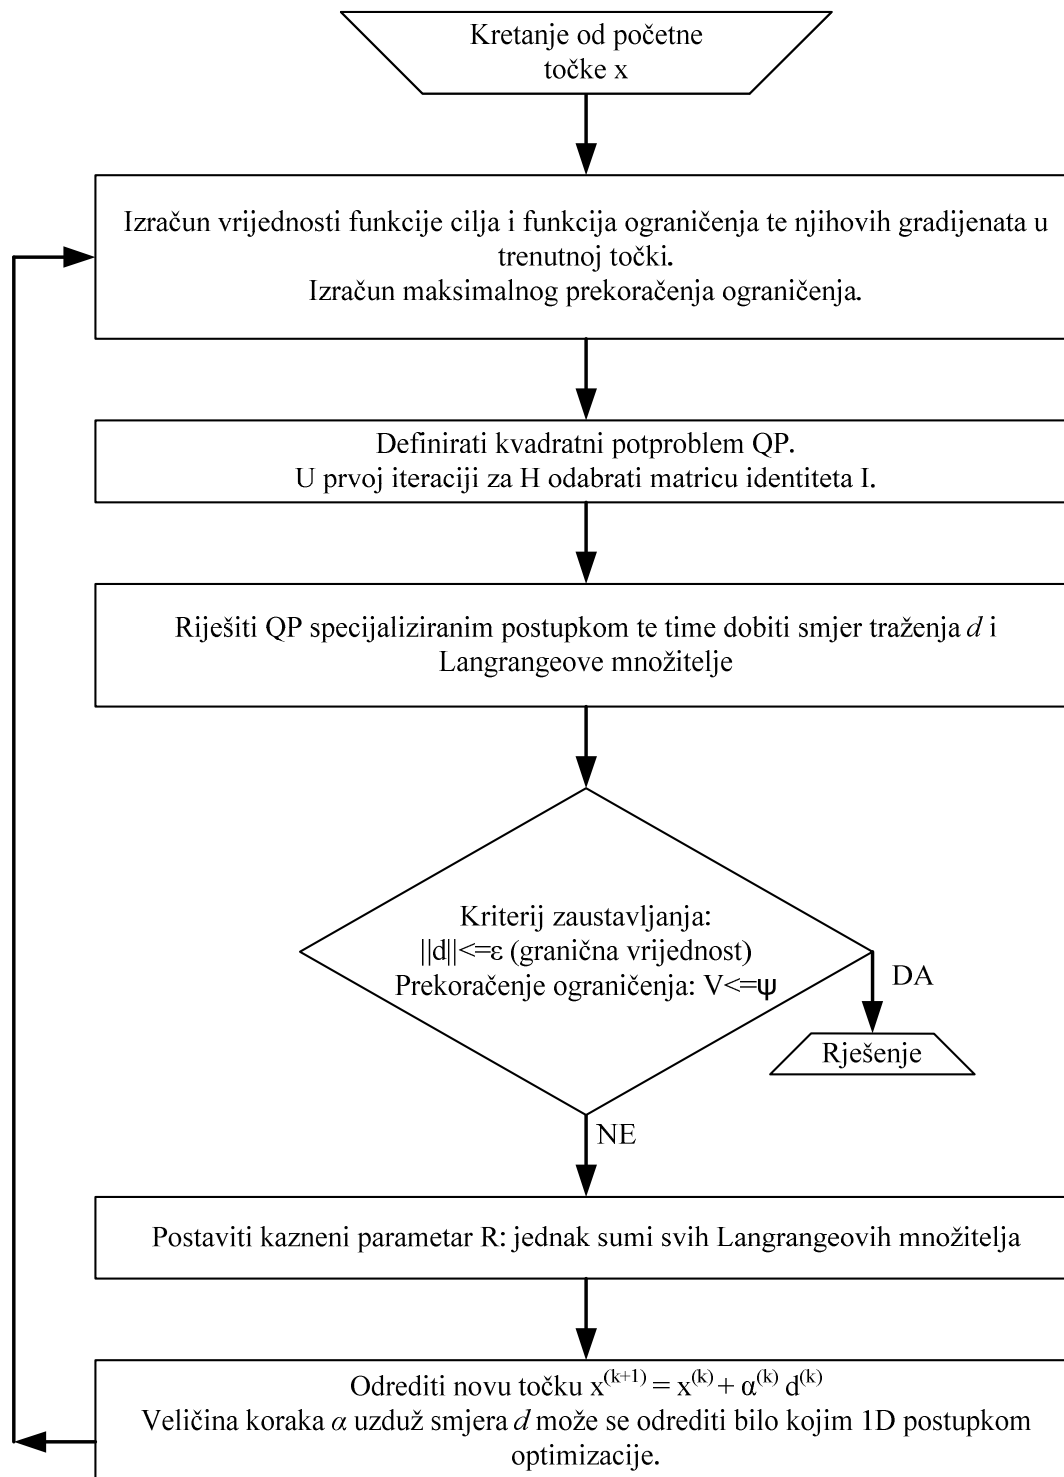 Kretanje od početne
točke x
Izračun vrijednosti funkcije cilja i funkcija ograničenja te njihovih gradijenata u
trenutnoj točki.
Izračun maksimalnog prekoračenja ograničenja.
Definirati kvadratni potproblem QP.
U prvoj iteraciji za H odabrati matricu identiteta I.
Riješiti QP specijaliziranim postupkom te time dobiti smjer traženja d i
Langrangeove množitelje
Kriterij zaustavljanja:
||d||<=ε (granična vrijednost)
Prekoračenje ograničenja: V<=ψ
DA
Rješenje
NE
Postaviti kazneni parametar R: jednak sumi svih Langrangeovih množitelja
Odrediti novu točku x^(k+1) = x^(k) + α^(k) d^(k)
Veličina koraka α uzduž smjera d može se odrediti bilo kojim 1D postupkom
optimizacije.